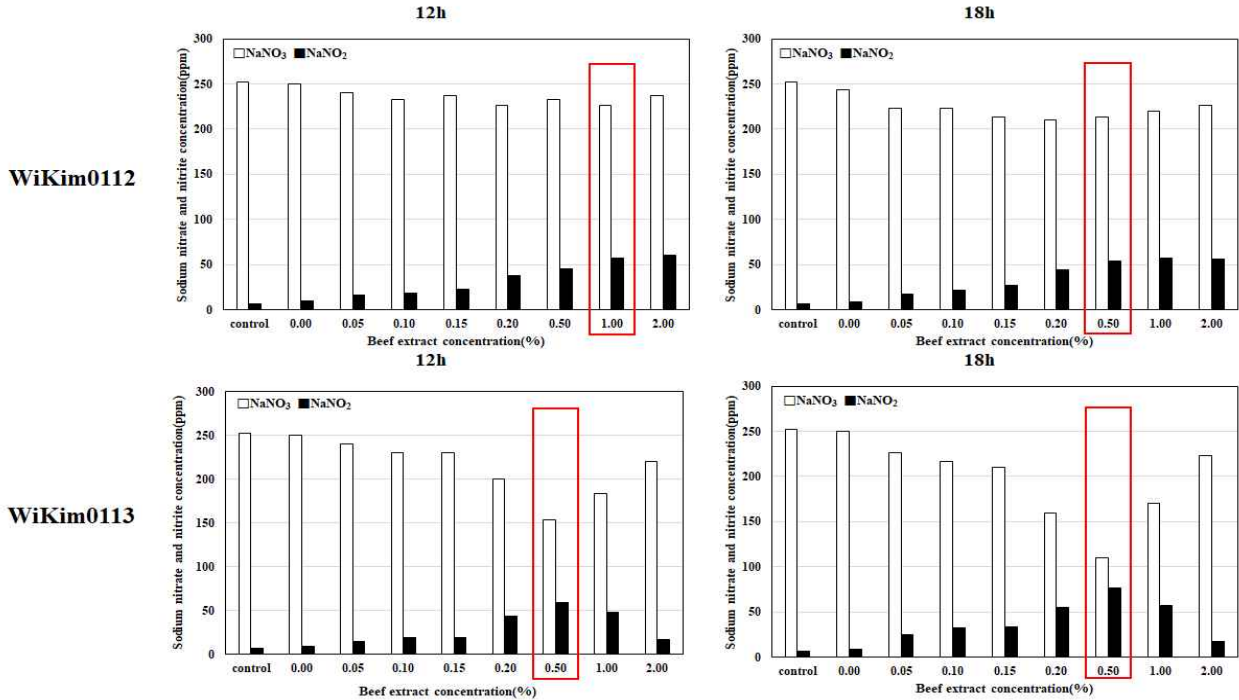 12h
18h
WiKim0112
Sodium nitrate and nitrite concentration(ppm)
300
250
200
150
100
50
0
NaNO₃ NaNO₂
control 0.00 0.05 0.10 0.15 0.20 0.50 1.00 2.00
Beef extract concentration(%)
Sodium nitrate and nitrite concentration(ppm)
300
250
200
150
100
50
0
NaNO₃ NaNO₂
control 0.00 0.05 0.10 0.15 0.20 0.50 1.00 2.00
Beef extract concentration(%)
12h
18h
WiKim0113
Sodium nitrate and nitrite concentration(ppm)
300
250
200
150
100
50
0
NaNO₃ NaNO₂
control 0.00 0.05 0.10 0.15 0.20 0.50 1.00 2.00
Beef extract concentration(%)
Sodium nitrate and nitrite concentration(ppm)
300
250
200
150
100
50
0
NaNO₃ NaNO₂
control 0.00 0.05 0.10 0.15 0.20 0.50 1.00 2.00
Beef extract concentration(%)